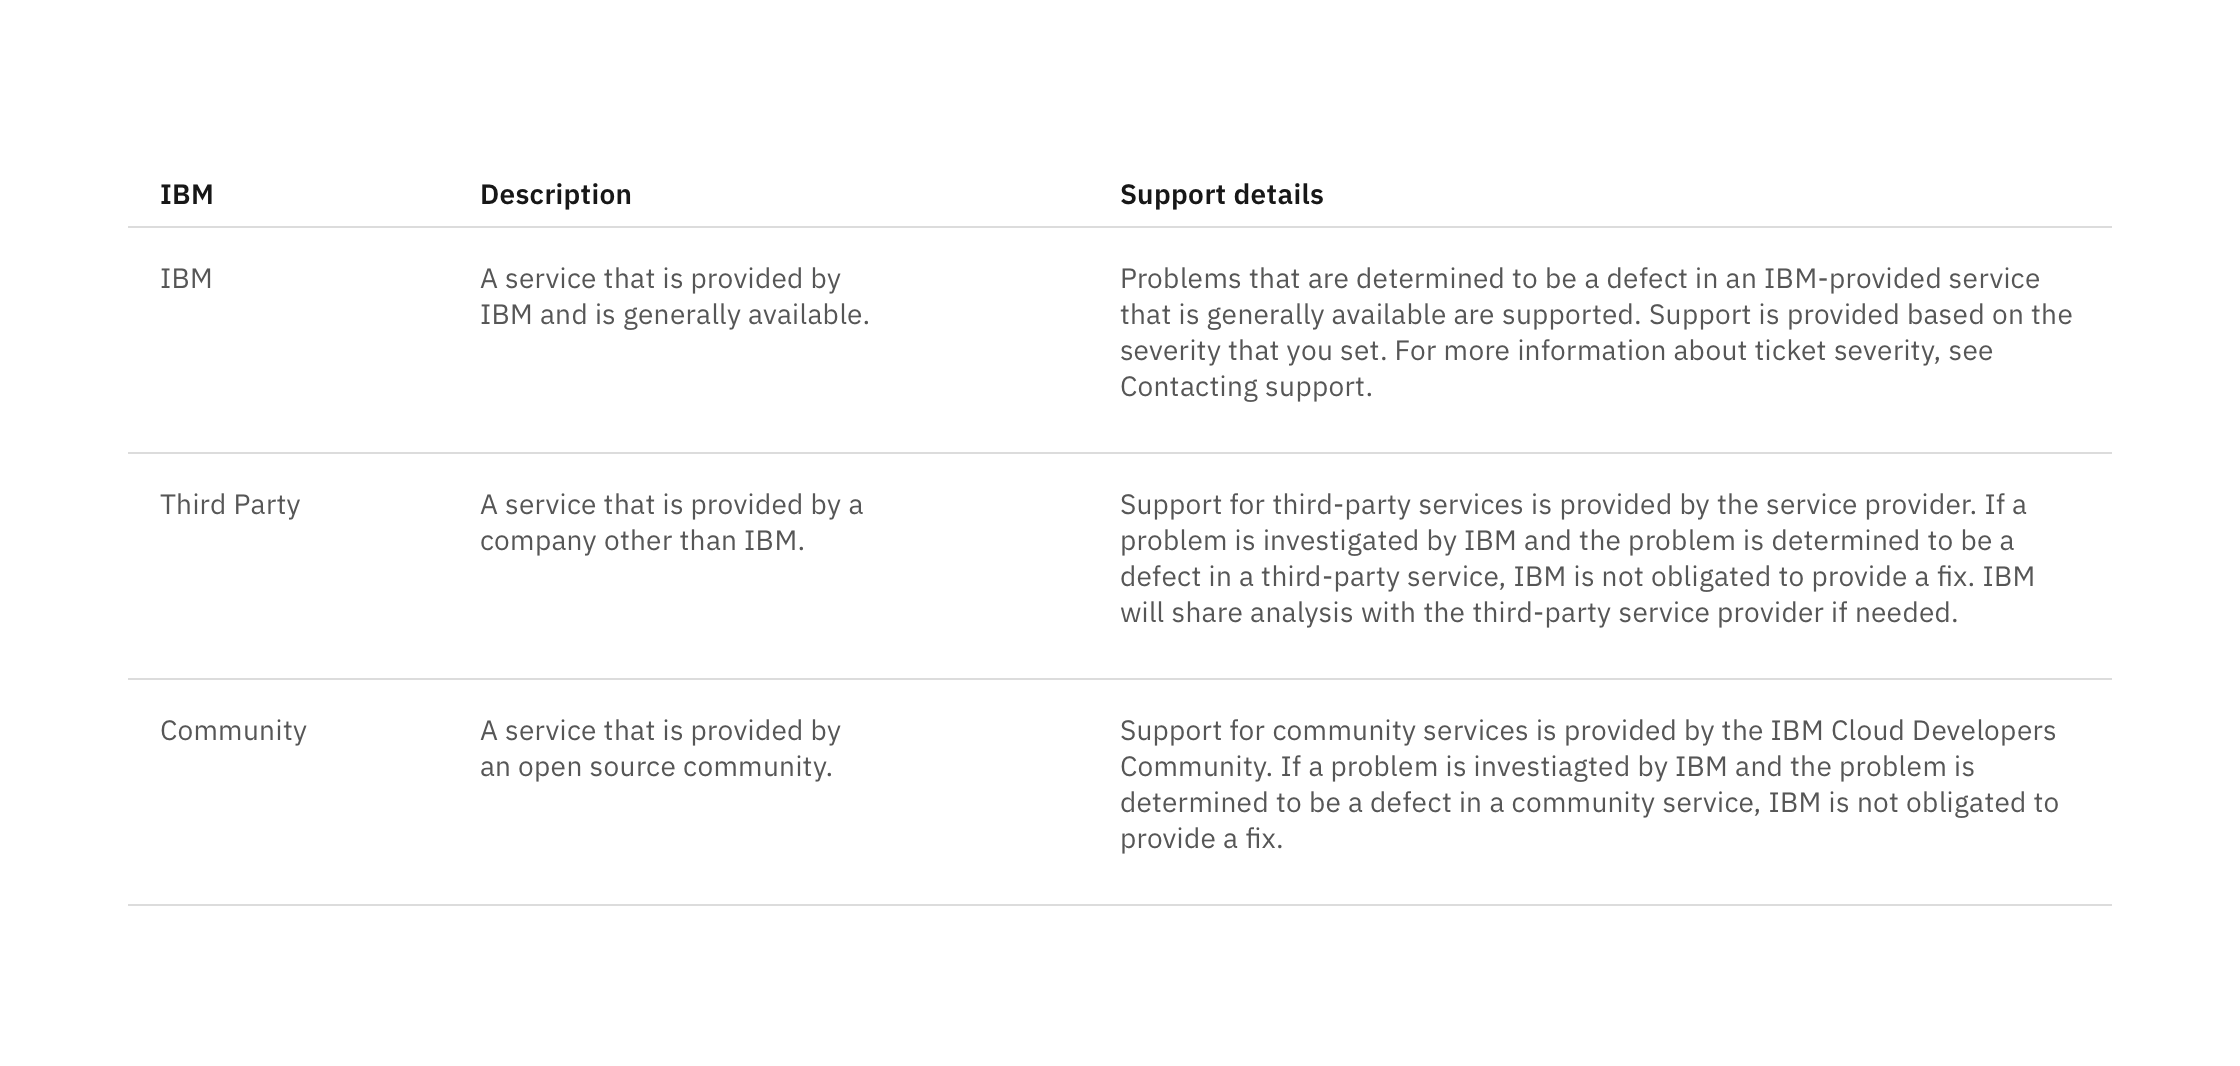 IBM
Description
Support details
IBM
A service that is provided by
IBM and is generally available.
Problems that are determined to be a defect in an IBM-provided service
that is generally available are supported. Support is provided based on the
severity that you set. For more information about ticket severity, see
Contacting support.
Third Party
A service that is provided by a
company other than IBM.
Support for third-party services is provided by the service provider. If a
problem is investigated by IBM and the problem is determined to be a
defect in a third-party service, IBM is not obligated to provide a fix. IBM
will share analysis with the third-party service provider if needed.
Community
A service that is provided by
an open source community.
Support for community services is provided by the IBM Cloud Developers
Community. If a problem is investiagted by IBM and the problem is
determined to be a defect in a community service, IBM is not obligated to
provide a fix.